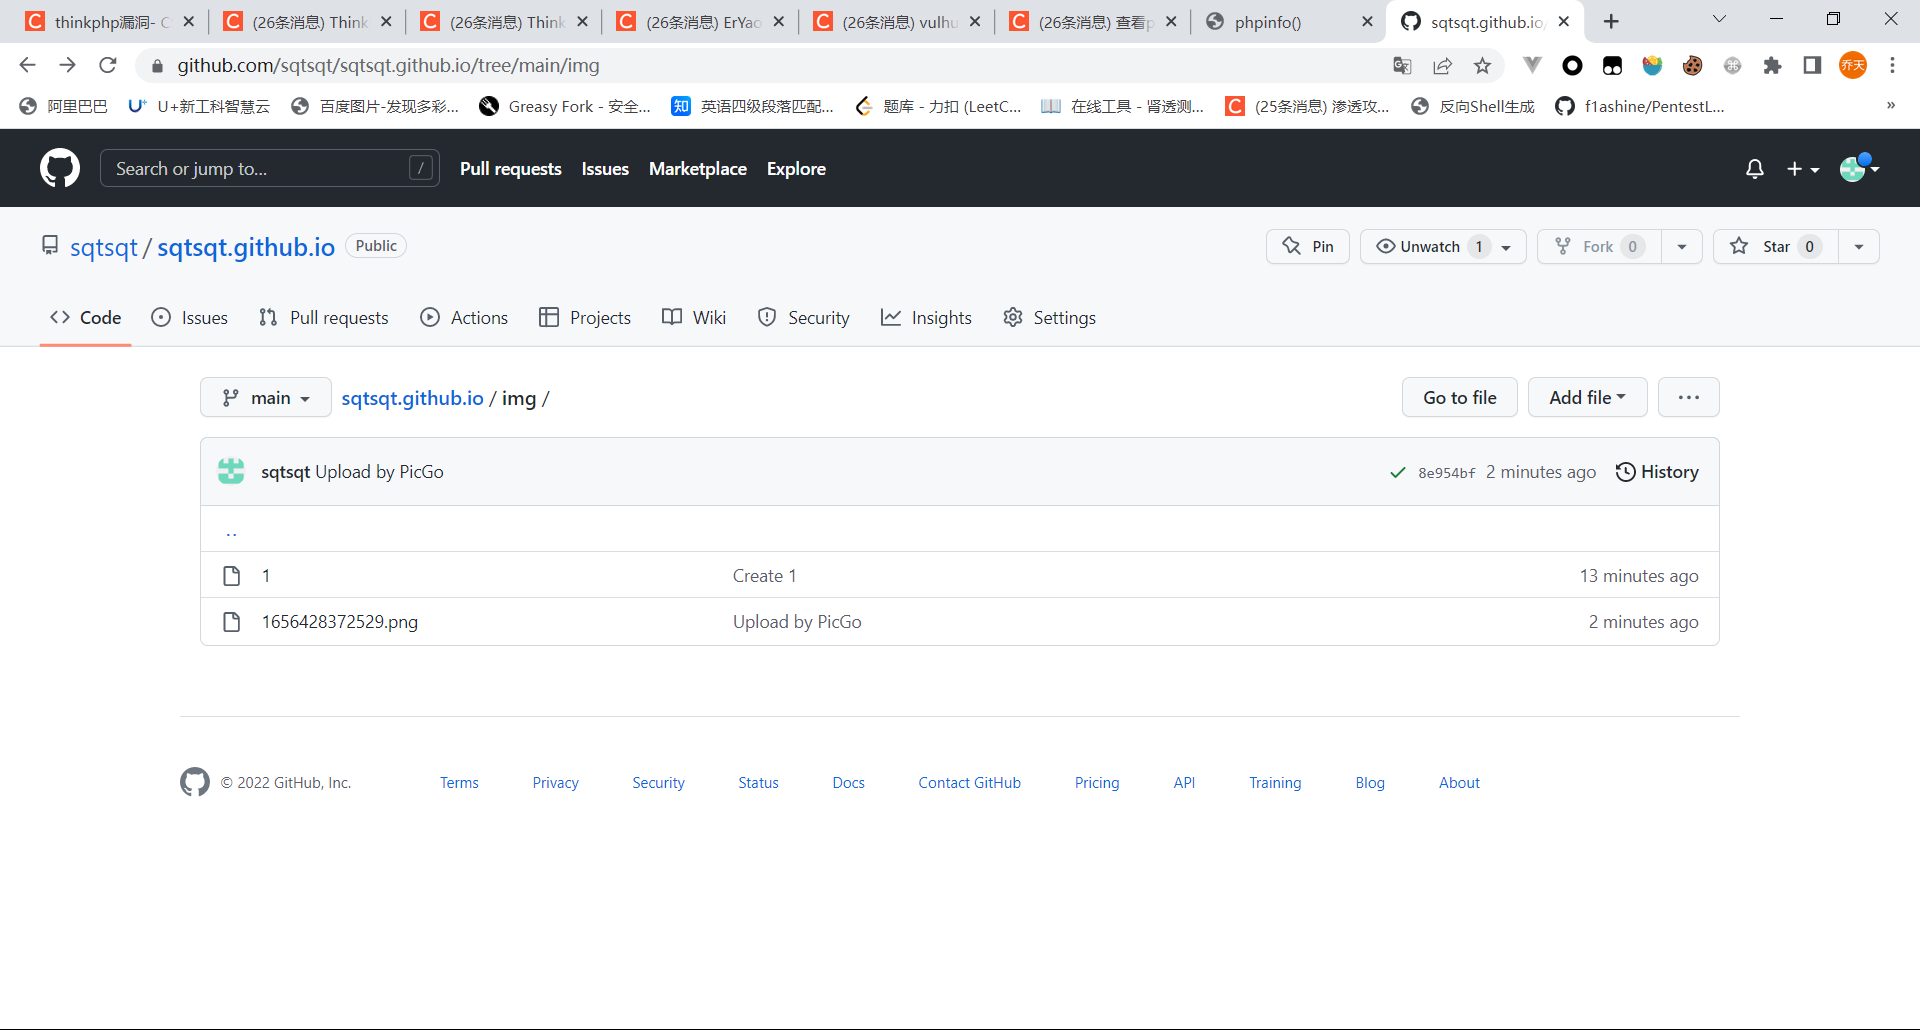 thinkphp漏洞- C
(26条消息) Think
(26条消息) Think
(26条消息) ErYao
(26条消息) vulhu
(26条消息) 查看p
phpinfo()
sqtsqt.github.io/
github.com/sqtsqt/sqtsqt.github.io/tree/main/img
乔天
阿里巴巴
U+新工科智慧云
百度图片-发现多彩...
Greasy Fork - 安全...
知 英语四级段落匹配...
题库 - 力扣 (LeetC...
在线工具 - 肾透测...
(25条消息) 渗透攻...
反向Shell生成
f1ashine/PentestL...
»
Search or jump to...
/
Pull requests
Issues
Marketplace
Explore
sqtsqt / sqtsqt.github.io
Public
Pin
Unwatch 1
Fork 0
Star 0
Code
Issues
Pull requests
Actions
Projects
Wiki
Security
Insights
Settings
main
sqtsqt.github.io / img /
Go to file
Add file
...
sqtsqt Upload by PicGo
8e954bf 2 minutes ago
History
..
1
Create 1
13 minutes ago
1656428372529.png
Upload by PicGo
2 minutes ago
© 2022 GitHub, Inc.
Terms
Privacy
Security
Status
Docs
Contact GitHub
Pricing
API
Training
Blog
About